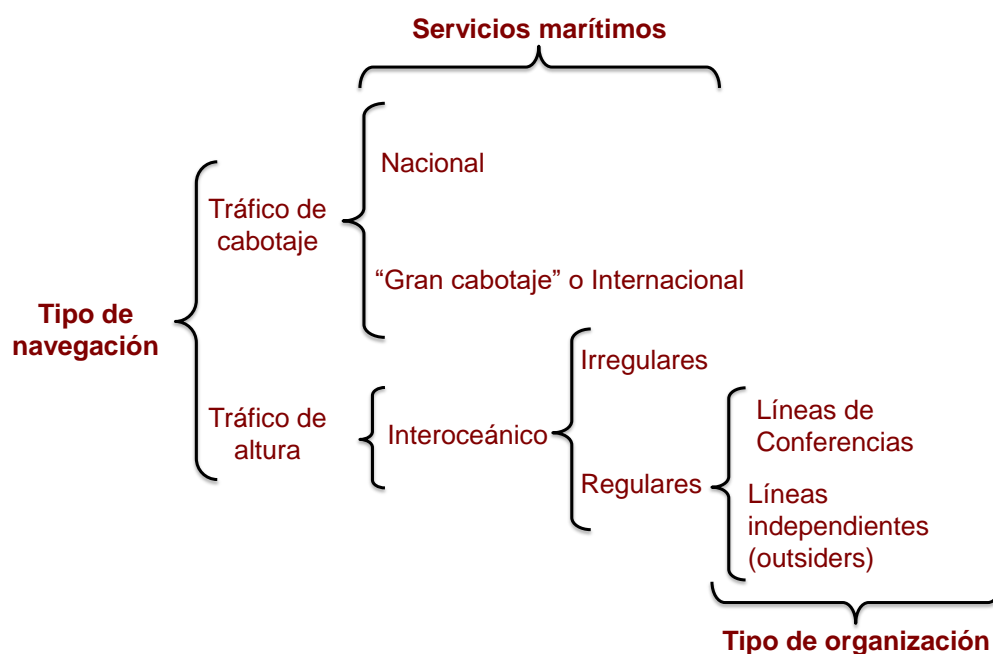 Servicios marítimos
Nacional
Tráfico de
cabotaje
“Gran cabotaje” o Internacional
Tipo de
navegación
Irregulares
Tráfico de
altura
Interoceánico
Líneas de
Conferencias
Regulares
Líneas
independientes
(outsiders)
Tipo de organización